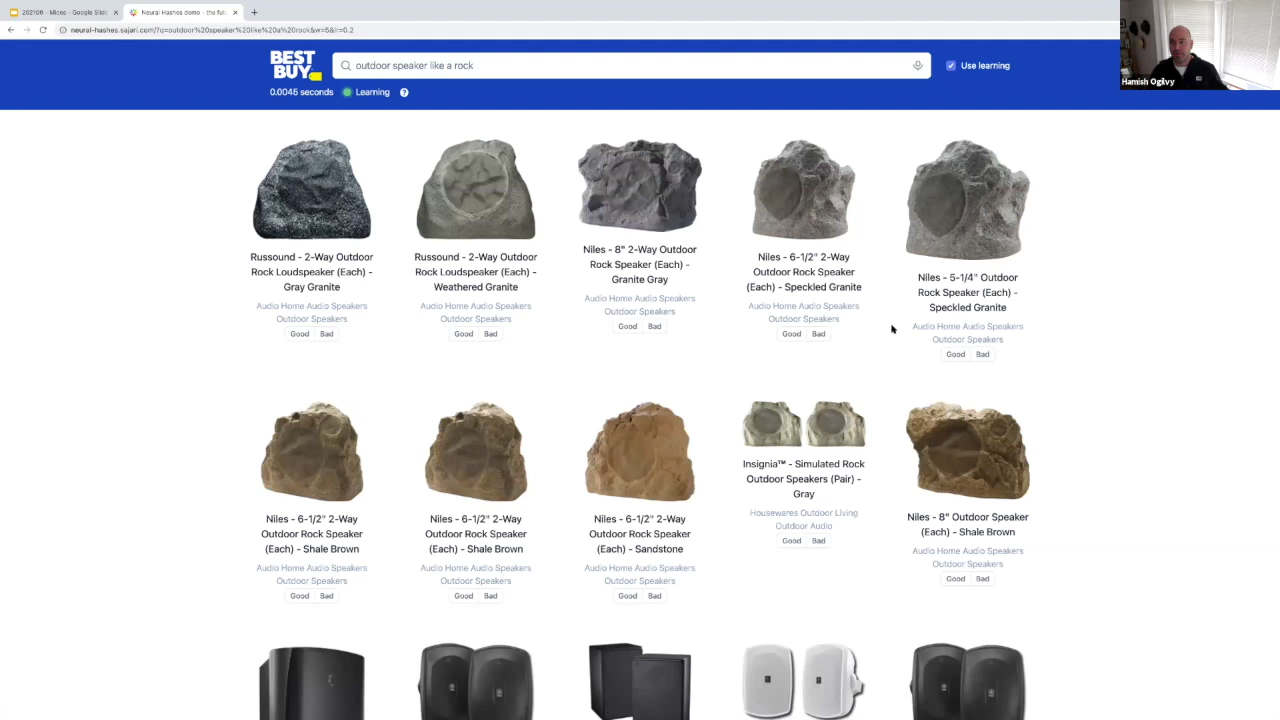 202106 - Mices - Google Slide
Neural Hashes demo - the futu
neural-hashes.sajari.com/?q=outdoor%20speaker%20like%20a%20rock&w=5&lr=0.2
BEST
BUY
outdoor speaker like a rock
Use learning
0.0045 seconds
Learning
?
Hamish Ogilvy
Russound - 2-Way Outdoor
Rock Loudspeaker (Each) -
Gray Granite
Audio Home Audio Speakers
Outdoor Speakers
Good Bad
Russound - 2-Way Outdoor
Rock Loudspeaker (Each) -
Weathered Granite
Audio Home Audio Speakers
Outdoor Speakers
Good Bad
Niles - 8" 2-Way Outdoor
Rock Speaker (Each) -
Granite Gray
Audio Home Audio Speakers
Outdoor Speakers
Good Bad
Niles - 6-1/2" 2-Way
Outdoor Rock Speaker
(Each) - Speckled Granite
Audio Home Audio Speakers
Outdoor Speakers
Good Bad
Niles - 5-1/4" Outdoor
Rock Speaker (Each) -
Speckled Granite
Audio Home Audio Speakers
Outdoor Speakers
Good Bad
Niles - 6-1/2" 2-Way
Outdoor Rock Speaker
(Each) - Shale Brown
Audio Home Audio Speakers
Outdoor Speakers
Good Bad
Niles - 6-1/2" 2-Way
Outdoor Rock Speaker
(Each) - Shale Brown
Audio Home Audio Speakers
Outdoor Speakers
Good Bad
Niles - 6-1/2" 2-Way
Outdoor Rock Speaker
(Each) - Sandstone
Audio Home Audio Speakers
Outdoor Speakers
Good Bad
Insignia™ - Simulated Rock
Outdoor Speakers (Pair) -
Gray
Housewares Outdoor Living
Outdoor Audio
Good Bad
Niles - 8" Outdoor Speaker
(Each) - Shale Brown
Audio Home Audio Speakers
Outdoor Speakers
Good Bad